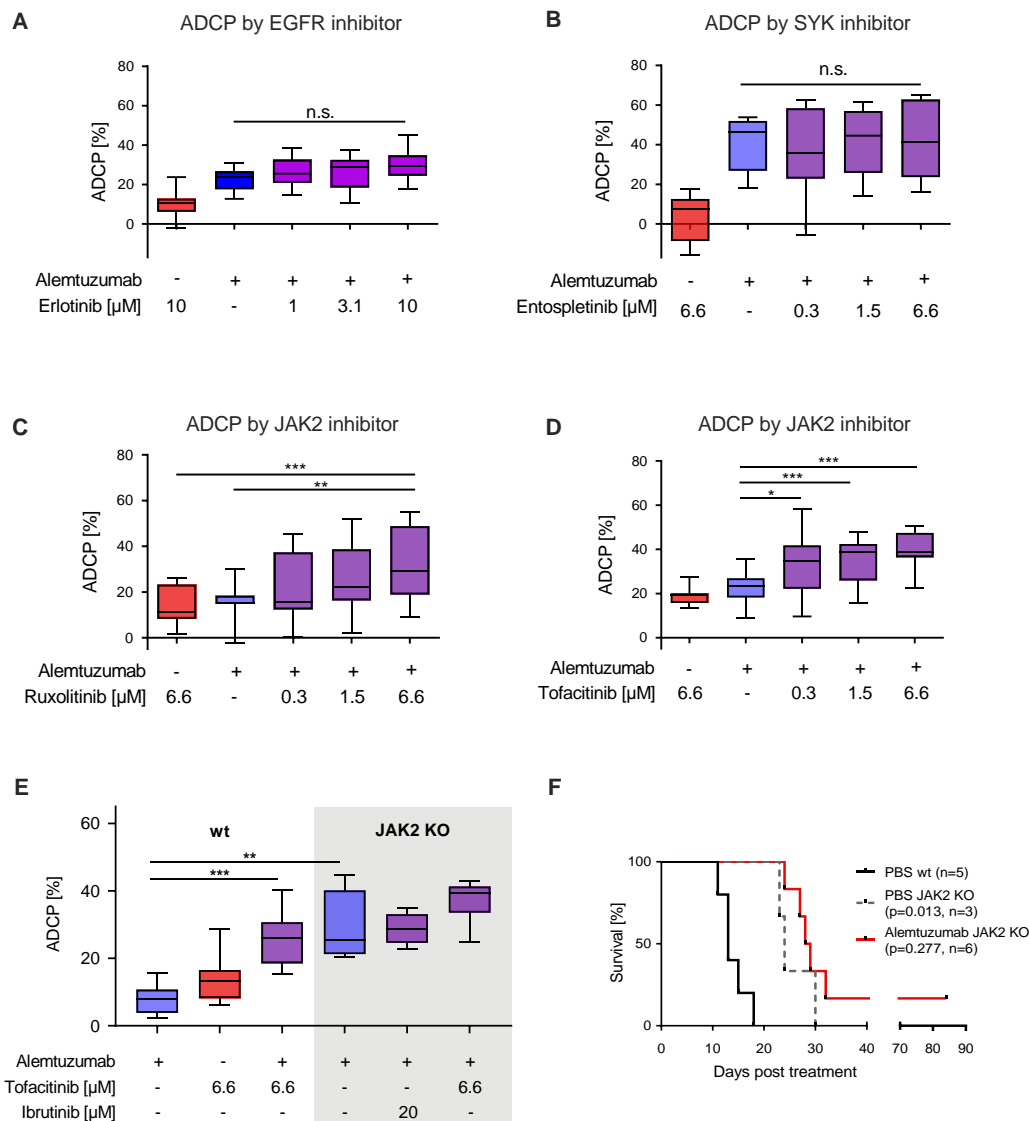 A
ADCP by EGFR inhibitor
80
60
40
20
0
ADCP [%]
n.s.
Alemtuzumab - + + + +
Erlotinib [µM] 10 - 1 3.1 10
B
ADCP by SYK inhibitor
80
60
40
20
0
ADCP [%]
n.s.
Alemtuzumab - + + + +
Entospletinib [µM] 6.6 - 0.3 1.5 6.6
C
ADCP by JAK2 inhibitor
80
60
40
20
0
ADCP [%]
***
**
Alemtuzumab - + + + +
Ruxolitinib [µM] 6.6 - 0.3 1.5 6.6
D
ADCP by JAK2 inhibitor
80
60
40
20
0
ADCP [%]
***
***
*
Alemtuzumab - + + + +
Tofacitinib [µM] 6.6 - 0.3 1.5 6.6
E
60
40
20
0
ADCP [%]
wt
JAK2 KO
**
***
Alemtuzumab + - + + + +
Tofacitinib [µM] - 6.6 6.6 - - 6.6
Ibrutinib [µM] - - - - 20 -
F
100
50
0
Survival [%]
PBS wt (n=5)
PBS JAK2 KO
(p=0.013, n=3)
Alemtuzumab JAK2 KO
(p=0.277, n=6)
0 10 20 30 40 70 80 90
Days post treatment